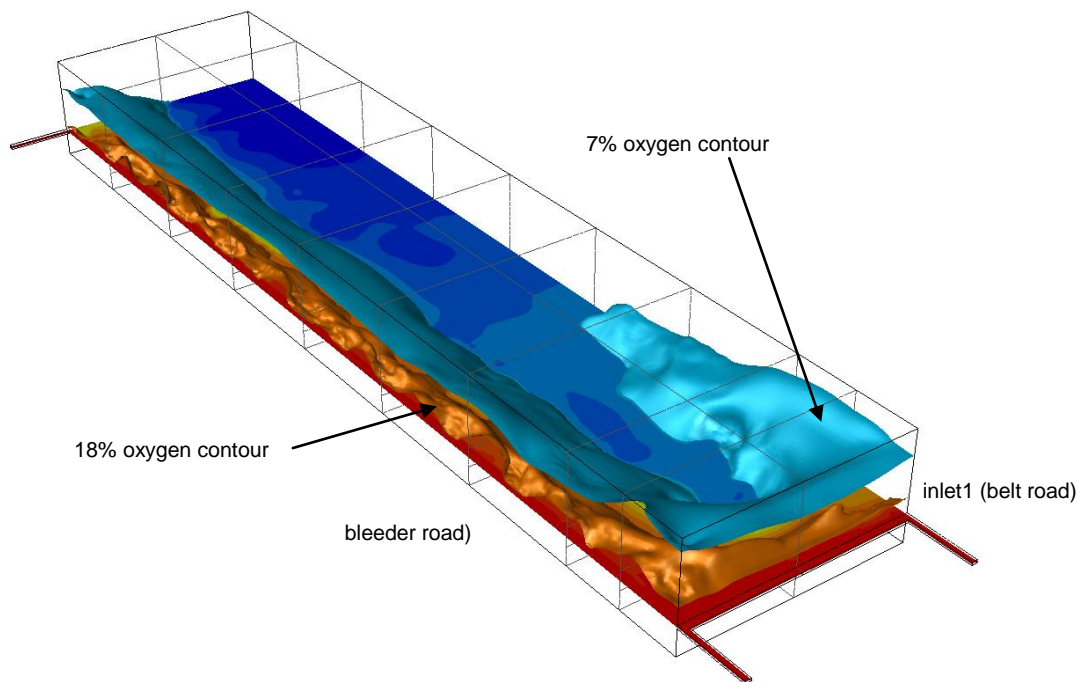 7% oxygen contour
18% oxygen contour
inlet1 (belt road)
bleeder road)